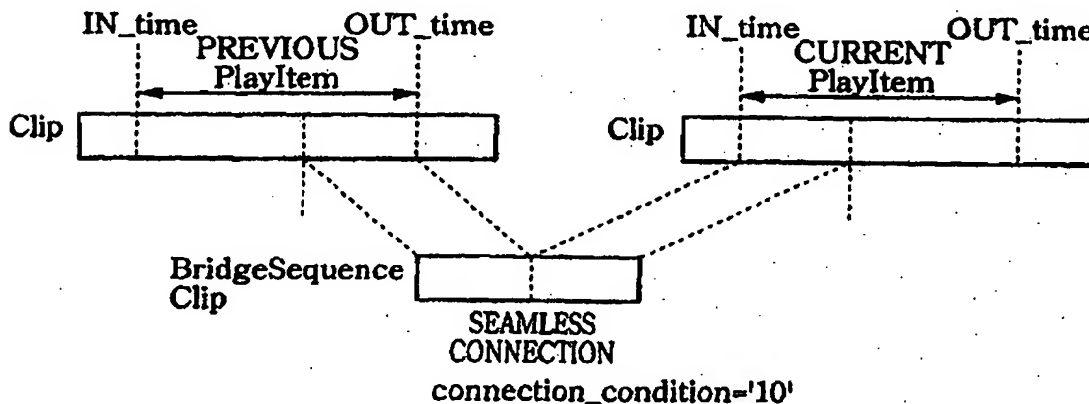 IN_time OUT_time IN_time OUT_time
PREVIOUS CURRENT
PlayItem PlayItem
Clip Clip
BridgeSequence
Clip
SEAMLESS
CONNECTION
connection_condition='10'